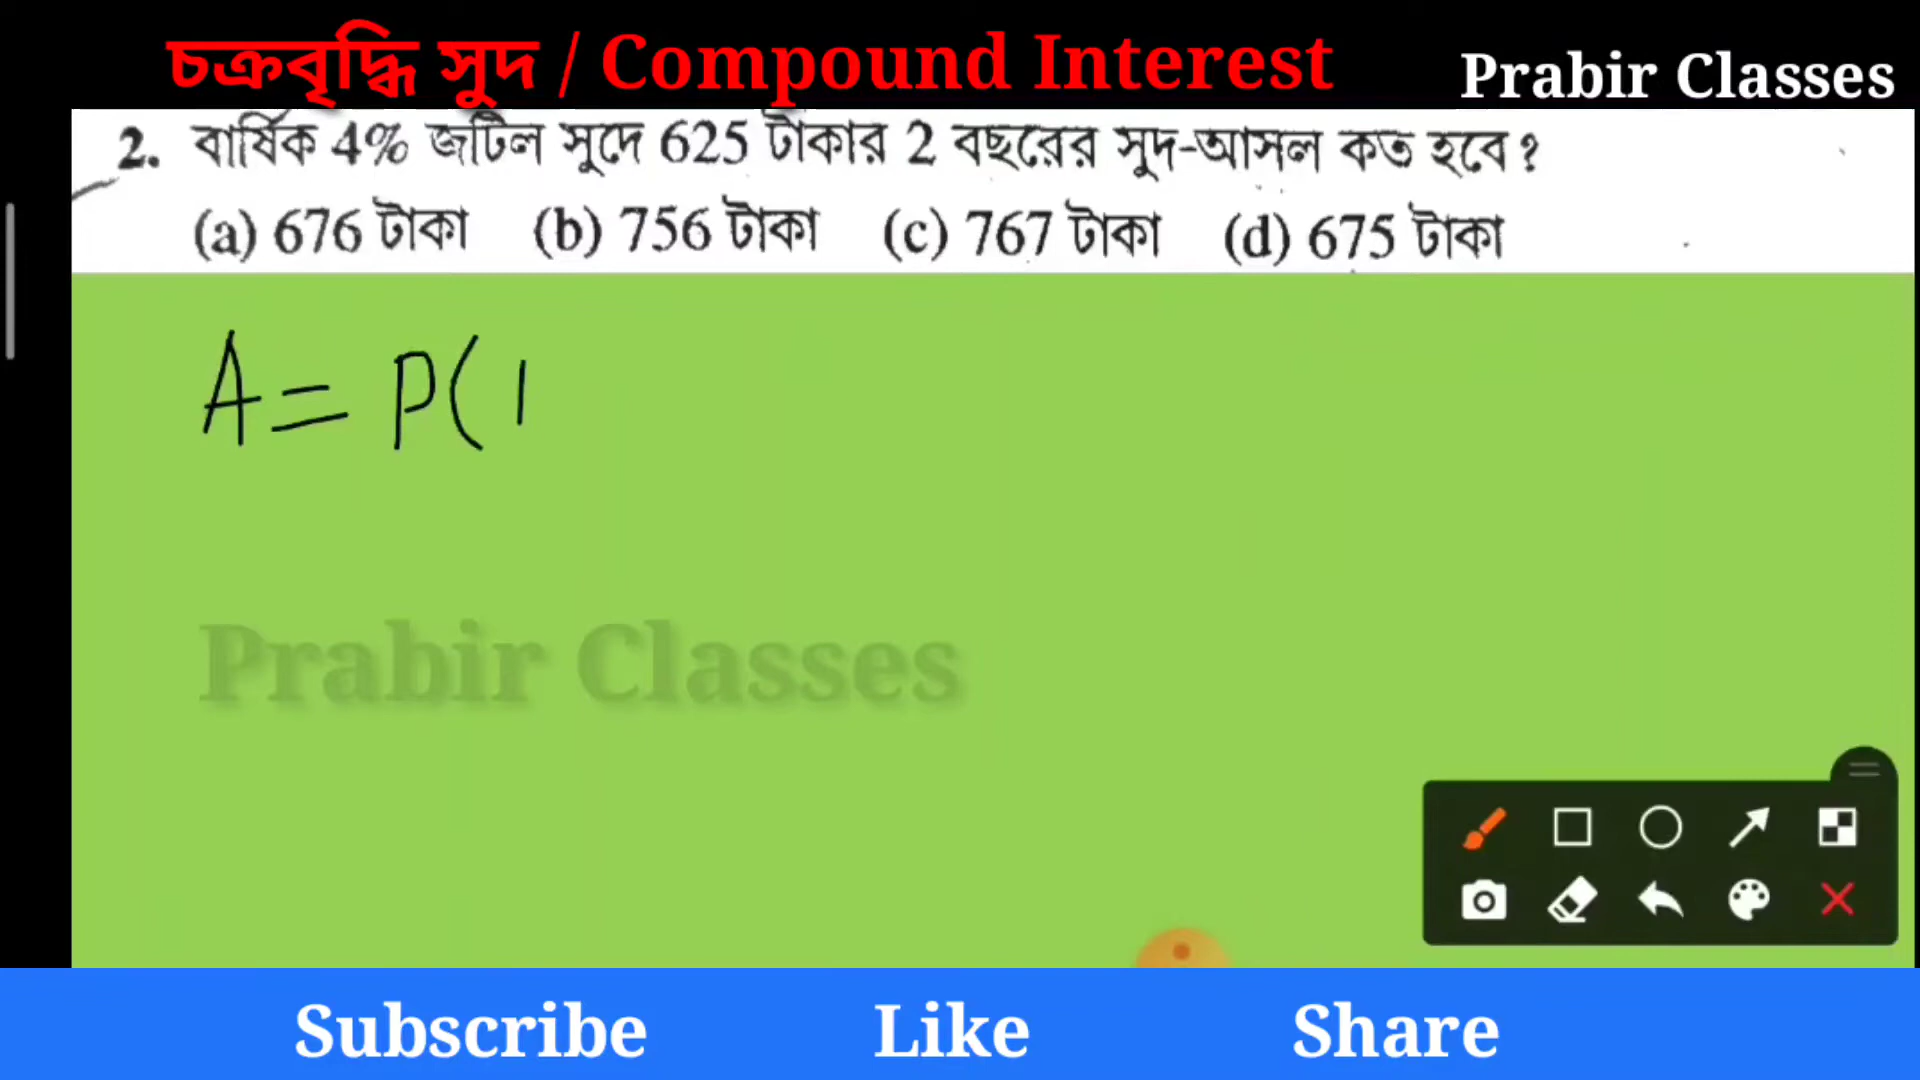 চক্রবৃদ্ধি সুদ / Compound Interest
Prabir Classes
2. বার্ষিক 4% জটিল সুদে 625 টাকার 2 বছরের সুদ-আসল কত হবে ?
(a) 676 টাকা (b) 756 টাকা (c) 767 টাকা (d) 675 টাকা
A = P( 1
Prabir Classes
Subscribe Like Share